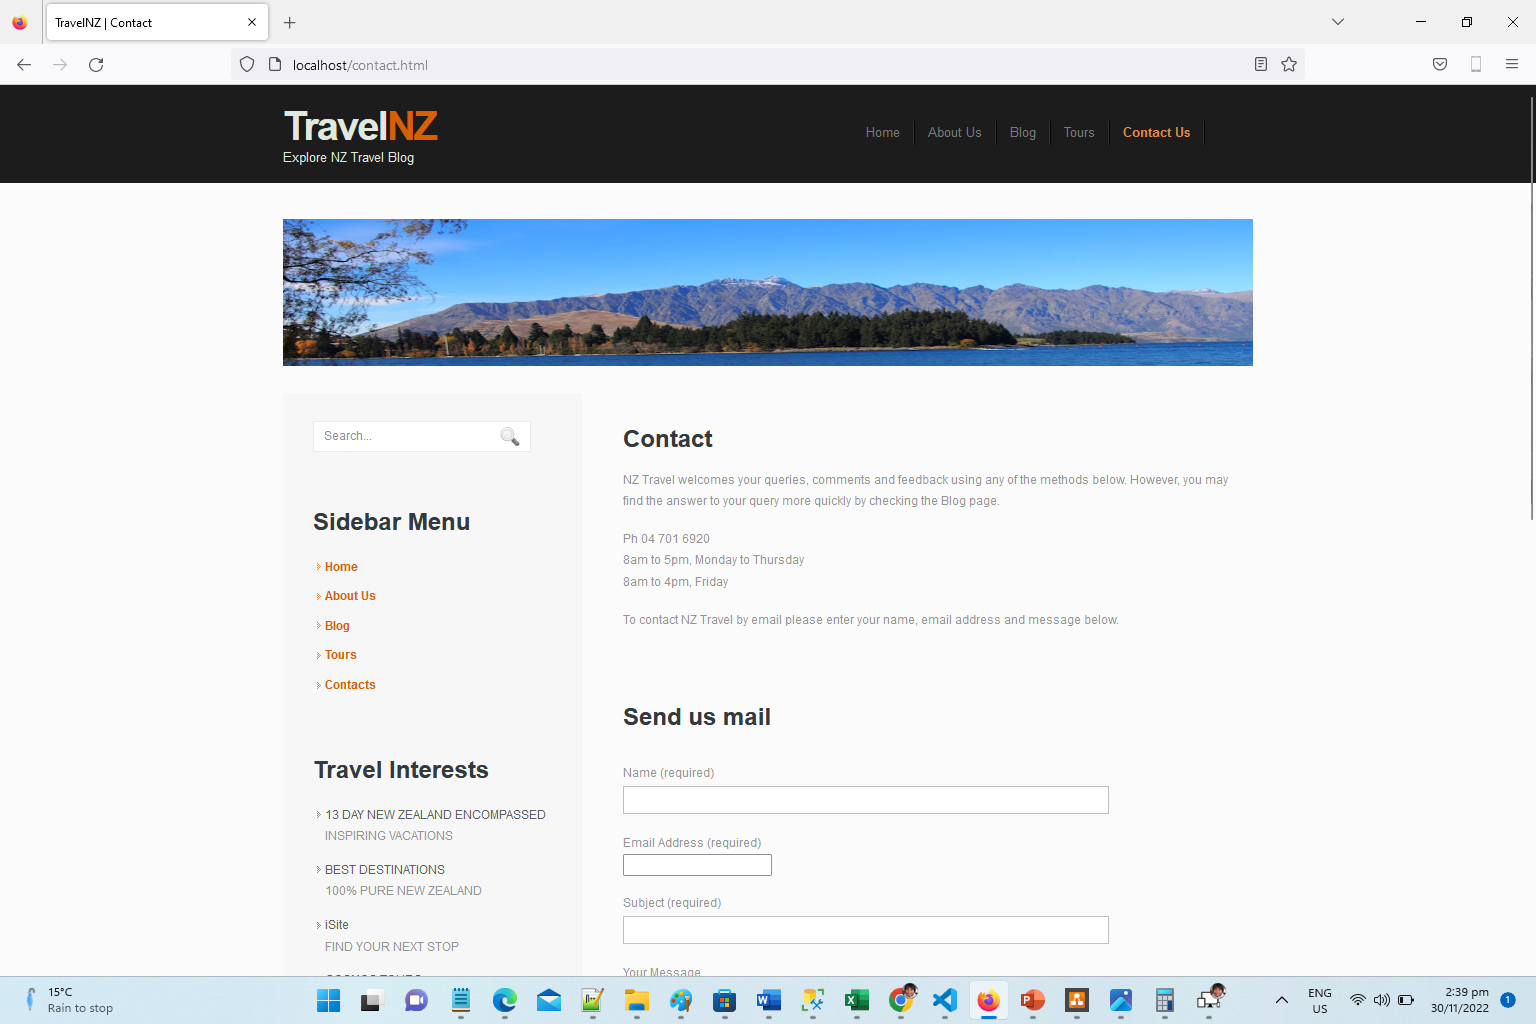 TravelNZ | Contact
localhost/contact.html
TravelNZ
Explore NZ Travel Blog
Home
About Us
Blog
Tours
Contact Us
Search...
Sidebar Menu
Home
About Us
Blog
Tours
Contacts
Travel Interests
13 DAY NEW ZEALAND ENCOMPASSED
INSPIRING VACATIONS
BEST DESTINATIONS
100% PURE NEW ZEALAND
iSite
FIND YOUR NEXT STOP
Contact
NZ Travel welcomes your queries, comments and feedback using any of the methods below. However, you may
find the answer to your query more quickly by checking the Blog page.
Ph 04 701 6920
8am to 5pm, Monday to Thursday
8am to 4pm, Friday
To contact NZ Travel by email please enter your name, email address and message below.
Send us mail
Name (required)
Email Address (required)
Subject (required)
Your Message
15°C
Rain to stop
ENG
US
2:39 pm
30/11/2022
1